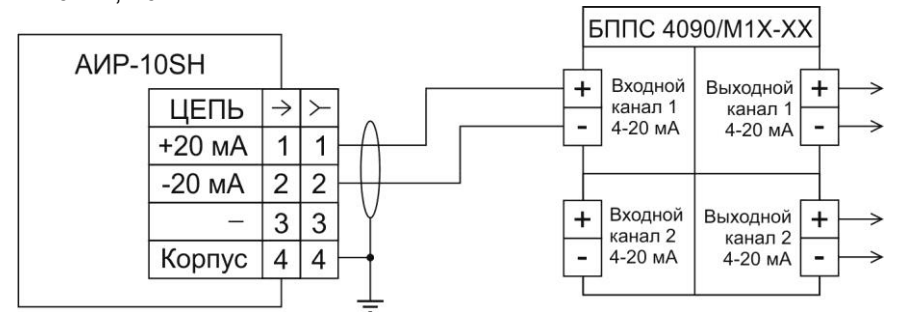 АИР-10SH
ЦЕПЬ → ≻
+20 мА 1 1
-20 мА 2 2
– 3 3
Корпус 4 4
БППС 4090/М1Х-ХХ
+
-
Входной
канал 1
4-20 мА
Выходной
канал 1
4-20 мА
+
-
+
-
Входной
канал 2
4-20 мА
Выходной
канал 2
4-20 мА
+
-